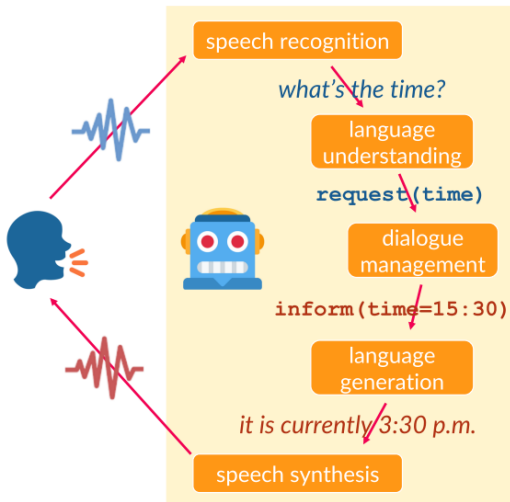 speech recognition
what's the time?
language
understanding
request(time)
dialogue
management
inform(time=15:30)
language
generation
it is currently 3:30 p.m.
speech synthesis